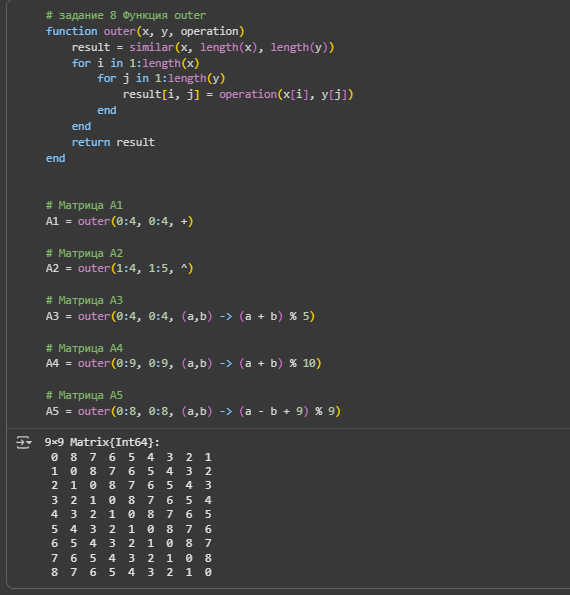 # задание 8 Функция outer
function outer(x, y, operation)
    result = similar(x, length(x), length(y))
    for i in 1:length(x)
        for j in 1:length(y)
            result[i, j] = operation(x[i], y[j])
        end
    end
    return result
end
# Матрица A1
A1 = outer(0:4, 0:4, +)
# Матрица A2
A2 = outer(1:4, 1:5, ^)
# Матрица A3
A3 = outer(0:4, 0:4, (a,b) -> (a + b) % 5)
# Матрица A4
A4 = outer(0:9, 0:9, (a,b) -> (a + b) % 10)
# Матрица A5
A5 = outer(0:8, 0:8, (a,b) -> (a - b + 9) % 9)
9×9 Matrix{Int64}:
 0  8  7  6  5  4  3  2  1
 1  0  8  7  6  5  4  3  2
 2  1  0  8  7  6  5  4  3
 3  2  1  0  8  7  6  5  4
 4  3  2  1  0  8  7  6  5
 5  4  3  2  1  0  8  7  6
 6  5  4  3  2  1  0  8  7
 7  6  5  4  3  2  1  0  8
 8  7  6  5  4  3  2  1  0